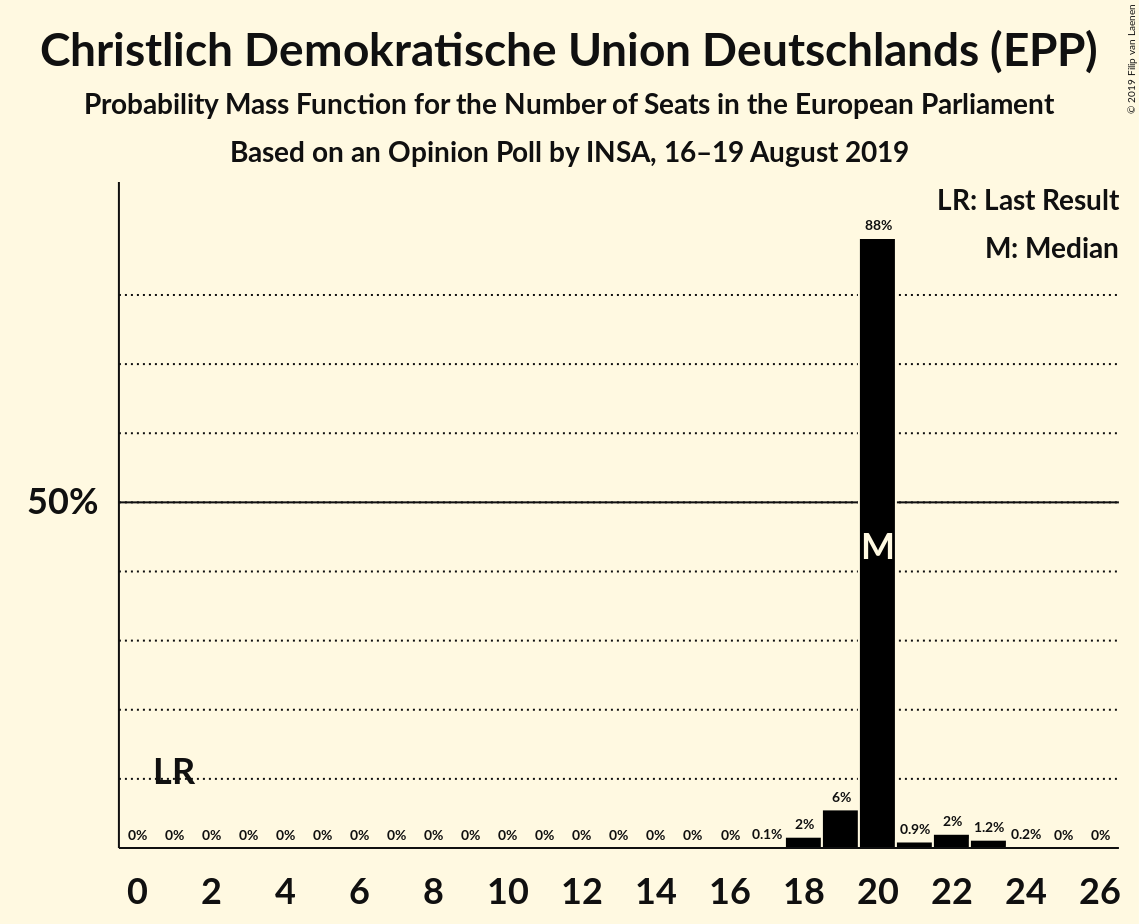 Christlich Demokratische Union Deutschlands (EPP)
Probability Mass Function for the Number of Seats in the European Parliament
Based on an Opinion Poll by INSA, 16–19 August 2019
© 2019 Filip van Laenen
LR: Last Result
M: Median
88%
50%
M
LR
0% 0% 0% 0% 0% 0% 0% 0% 0% 0% 0% 0% 0% 0% 0% 0% 0% 0.1% 2% 6% 0.9% 2% 1.2% 0.2% 0% 0%
0 2 4 6 8 10 12 14 16 18 20 22 24 26